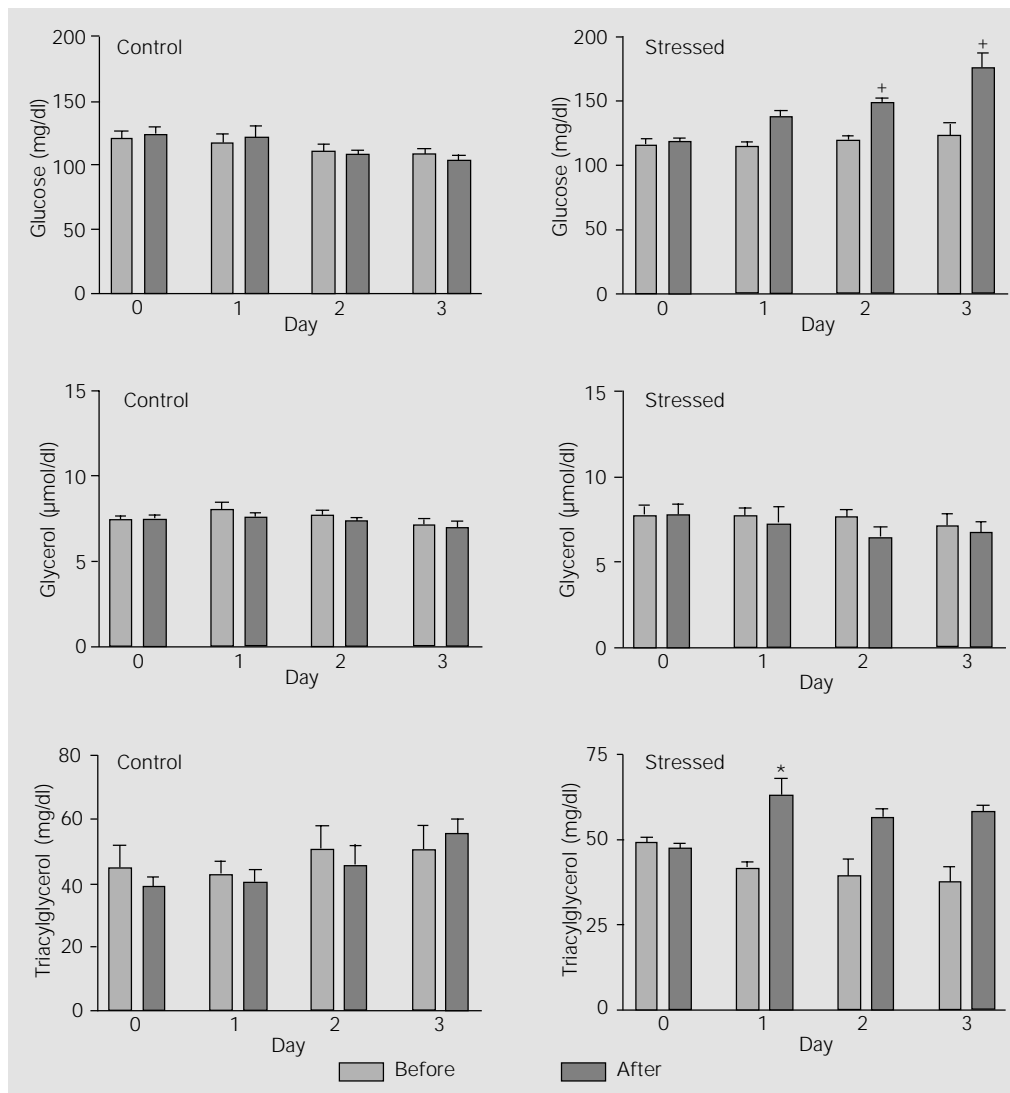 Control
Glucose (mg/dl)
200
150
100
50
0
0 1 2 3
Day
Stressed
Glucose (mg/dl)
200
150
100
50
0
+
+
0 1 2 3
Day
Control
Glycerol (µmol/dl)
15
10
5
0
0 1 2 3
Day
Stressed
Glycerol (µmol/dl)
15
10
5
0
0 1 2 3
Day
Control
Triacylglycerol (mg/dl)
80
60
40
20
0
0 1 2 3
Day
Stressed
Triacylglycerol (mg/dl)
75
50
25
0
*
0 1 2 3
Day
Before After